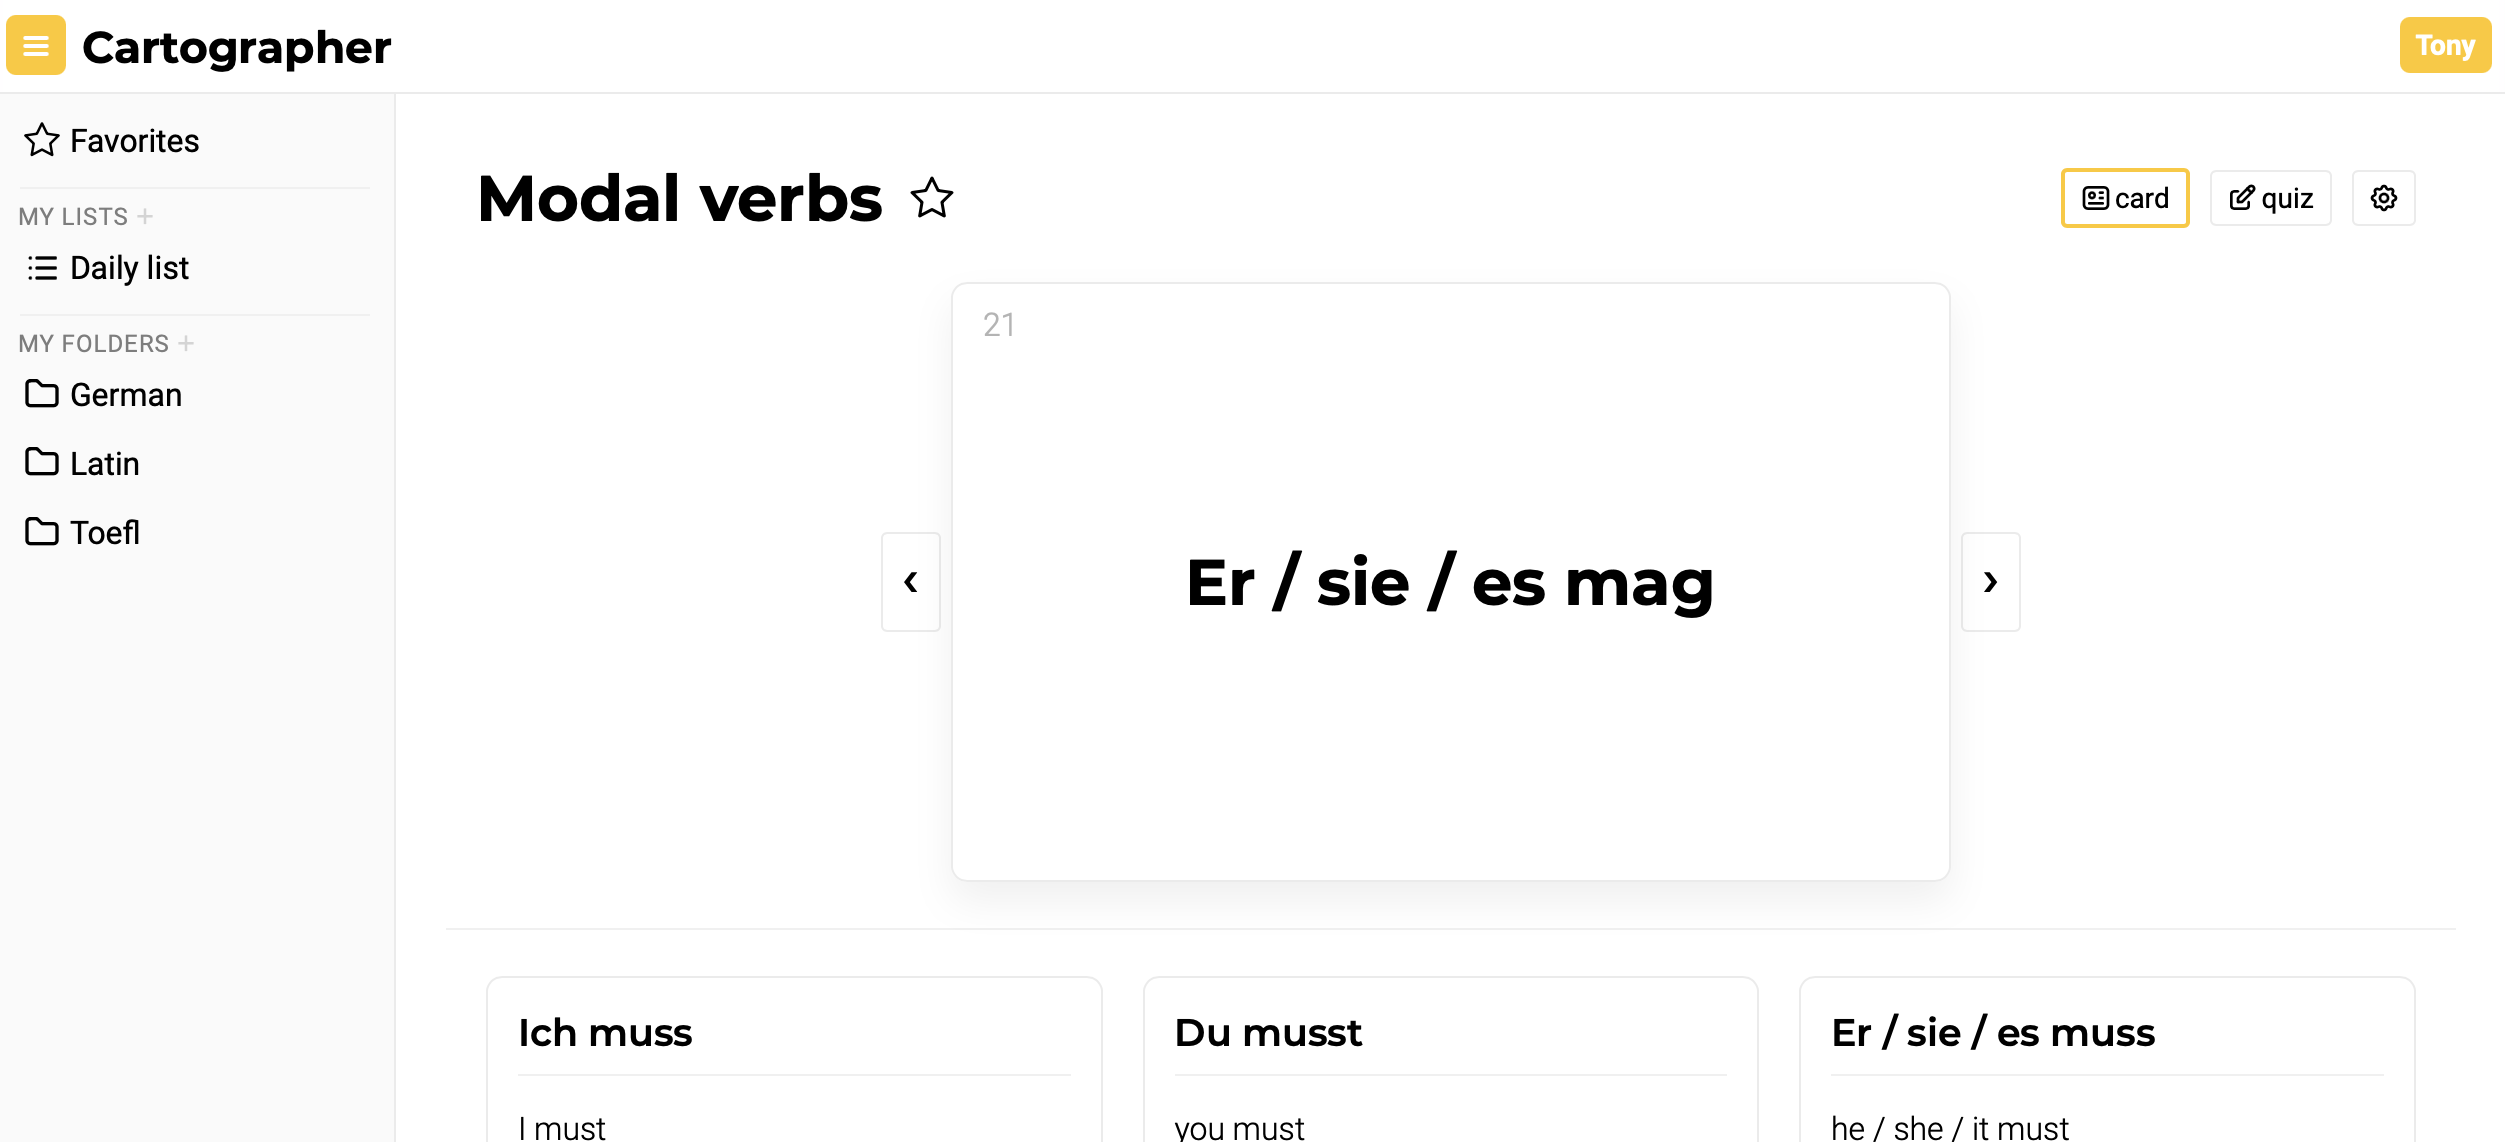 Cartographer
Tony
Favorites
MY LISTS +
Daily list
MY FOLDERS +
German
Latin
Toefl
Modal verbs
card
quiz
21
Er / sie / es mag
‹
›
Ich muss
I must
Du musst
you must
Er / sie / es muss
he / she / it must